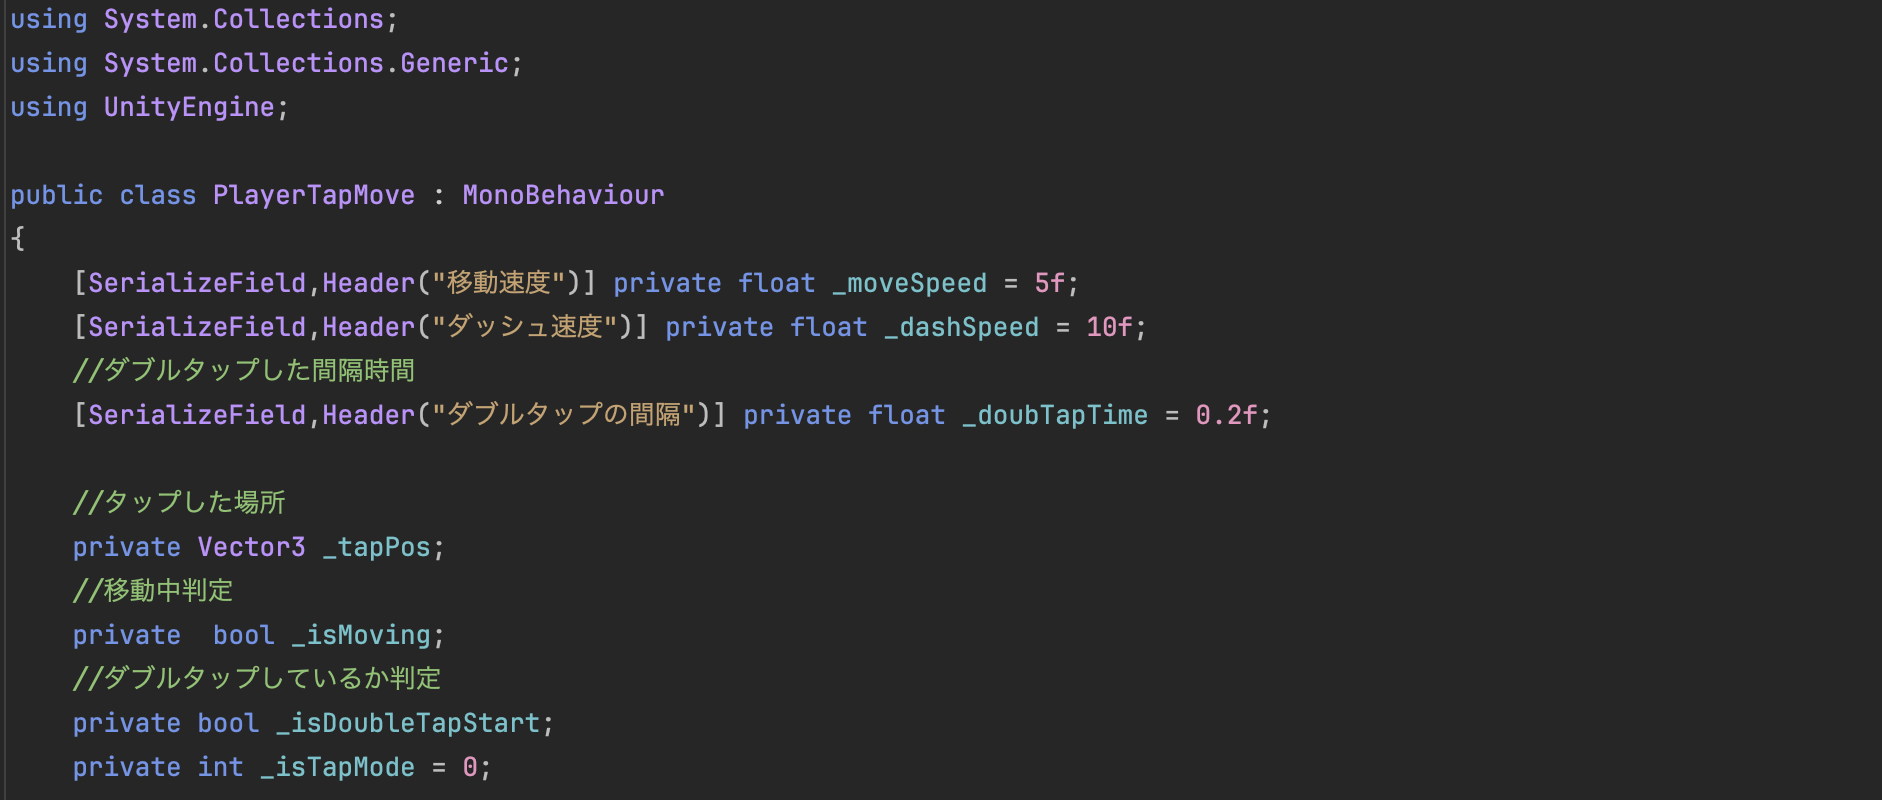 using System.Collections;
using System.Collections.Generic;
using UnityEngine;

public class PlayerTapMove : MonoBehaviour
{
    [SerializeField,Header("移動速度")] private float _moveSpeed = 5f;
    [SerializeField,Header("ダッシュ速度")] private float _dashSpeed = 10f;
    //ダブルタップした間隔時間
    [SerializeField,Header("ダブルタップの間隔")] private float _doubTapTime = 0.2f;

    //タップした場所
    private Vector3 _tapPos;
    //移動中判定
    private  bool _isMoving;
    //ダブルタップしているか判定
    private bool _isDoubleTapStart;
    private int _isTapMode = 0;